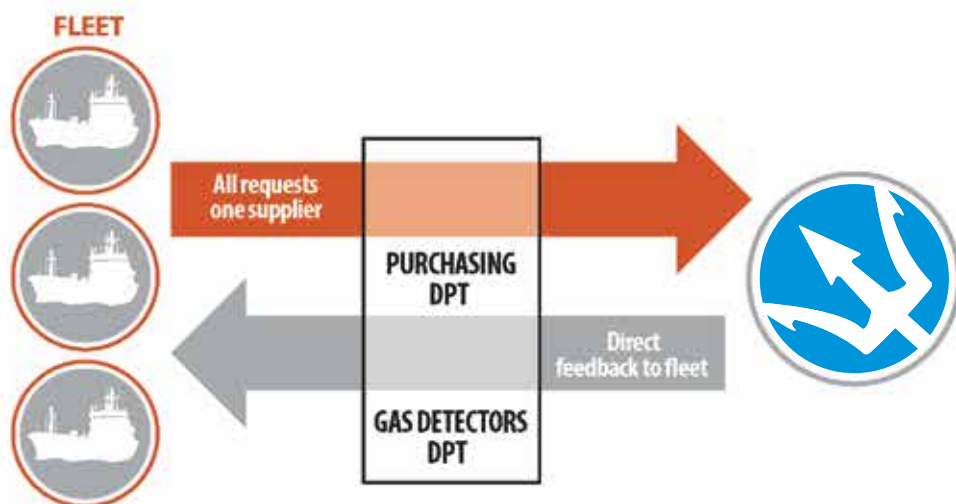 FLEET
All requests
one supplier
PURCHASING
DPT
Direct
feedback to fleet
GAS DETECTORS
DPT